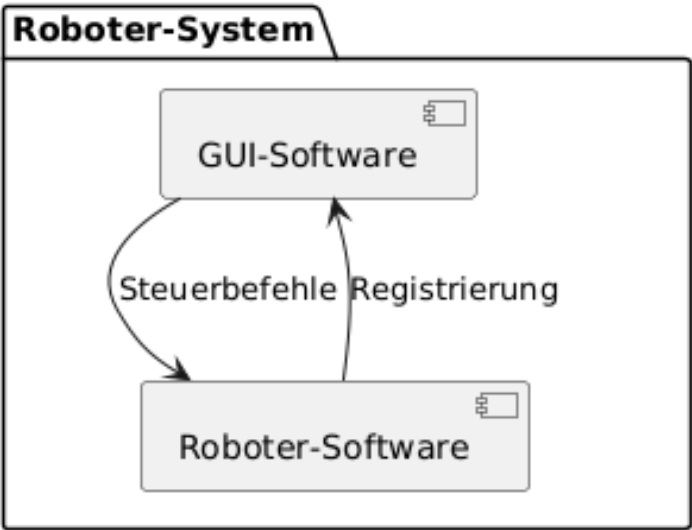 Roboter-System
GUI-Software
Steuerbefehle
Registrierung
Roboter-Software